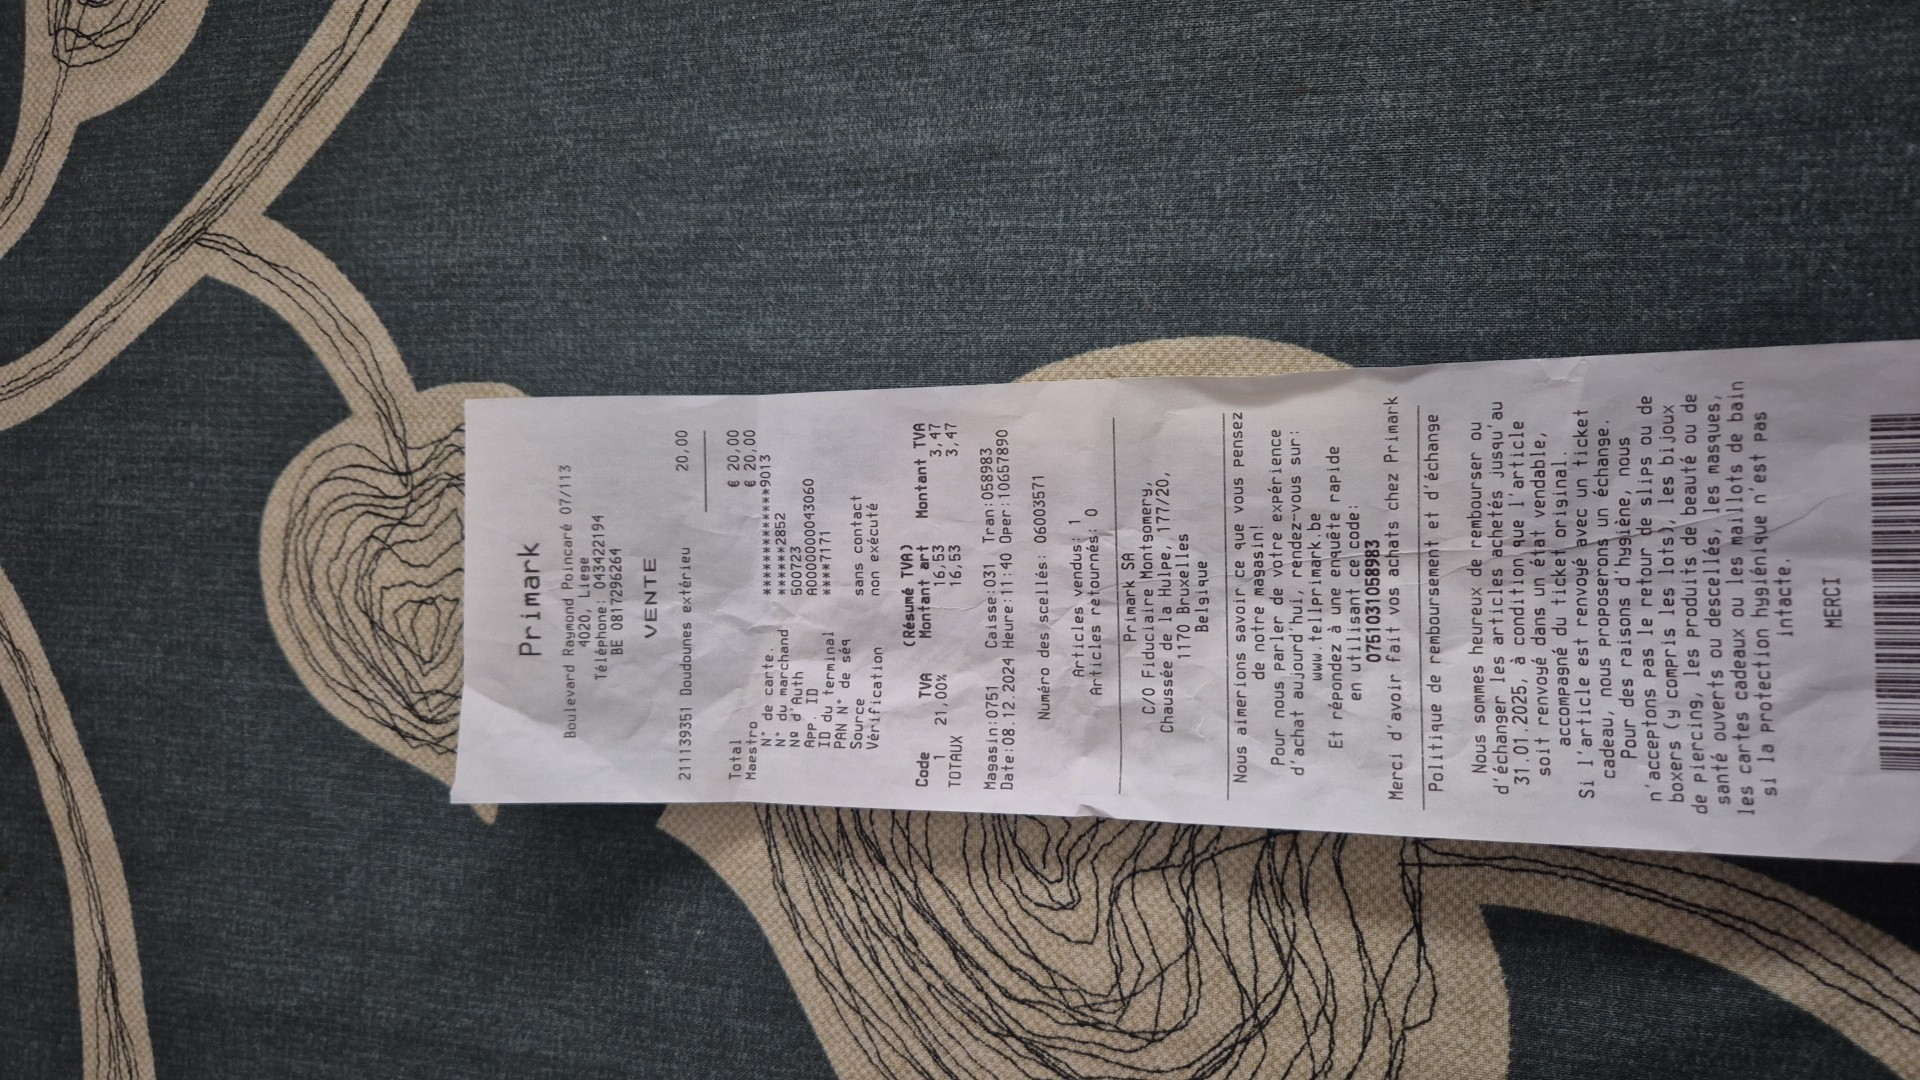 Primark
Boulevard Raymond Poincaré 07/113
4020, Liege
Téléphone: 043422194
BE 0817296264
VENTE
211139351 Doudounes extérieu 20,00
Total € 20,00
Maestro € 20,00
N° de carte. ***************9013
N° du marchand ******2852
Nº d'Auth 500723
APP. ID A0000000043060
ID du terminal ****7171
PAN N° de séq
Source sans contact
Vérification non exécuté
(Résumé TVA)
Code TVA Montant art Montant TVA
1 21,00% 16,53 3,47
TOTAUX 16,53 3,47
Magasin:0751 Caisse:031 Tran:058983
Date:08.12.2024 Heure:11:40 Oper:10657890
Numéro des scellés: 06003571
Articles vendus: 1
Articles retournés: 0
Primark SA
C/O Fiduciaire Montgomery,
Chaussée de la Hulpe, 177/20,
1170 Bruxelles
Belgique
Nous aimerions savoir ce que vous pensez
de notre magasin!
Pour nous parler de votre expérience
d'achat aujourd'hui, rendez-vous sur:
www.tellprimark.be
Et répondez à une enquête rapide
en utilisant ce code:
075103105898​3
Merci d'avoir fait vos achats chez Primark
Politique de remboursement et d'échange
Nous sommes heureux de rembourser ou
d'échanger les articles achetés jusqu'au
31.01.2025, à condition que l'article
soit renvoyé dans un état vendable,
accompagné du ticket original.
Si l'article est renvoyé avec un ticket
cadeau, nous proposerons un échange.
Pour des raisons d'hygiène, nous
n'acceptons pas le retour de slips ou de
boxers (y compris les lots), les bijoux
de piercing, les produits de beauté ou de
santé ouverts ou descellés, les masques,
les cartes cadeaux ou les maillots de bain
si la protection hygiénique n'est pas
intacte.
MERCI